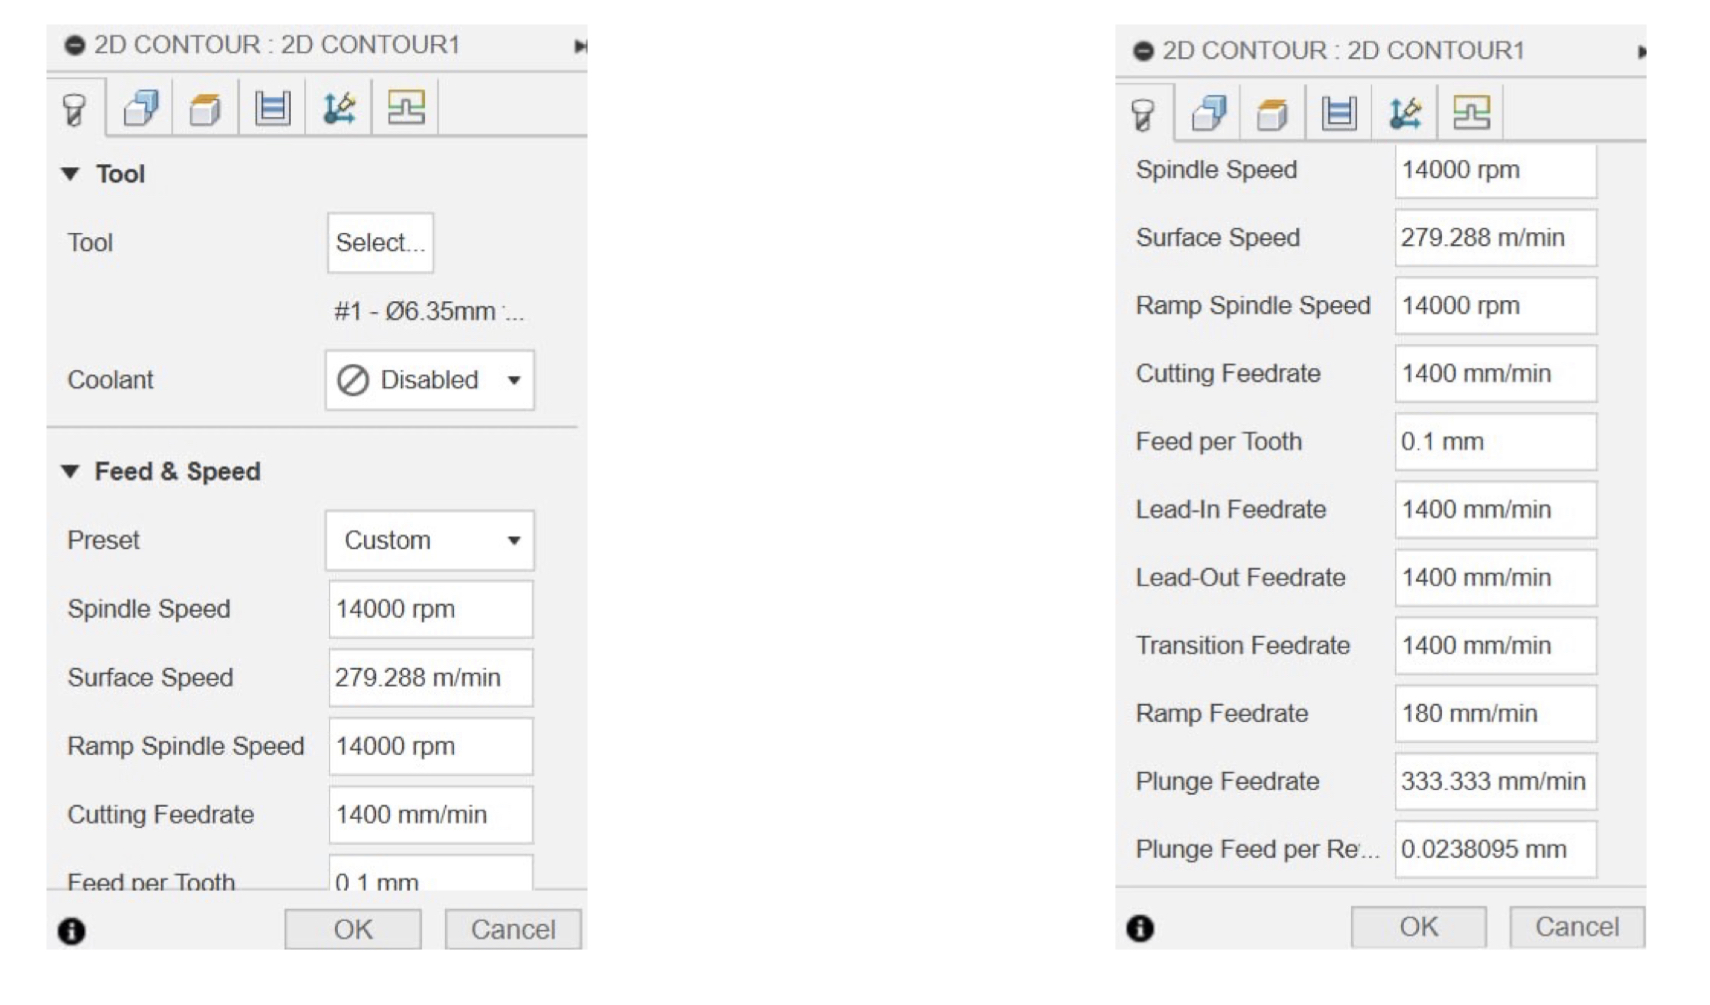 2D CONTOUR : 2D CONTOUR1
Tool
Tool Select...
#1 - Ø6.35mm ...
Coolant Disabled
Feed & Speed
Preset Custom
Spindle Speed 14000 rpm
Surface Speed 279.288 m/min
Ramp Spindle Speed 14000 rpm
Cutting Feedrate 1400 mm/min
Feed per Tooth 0.1 mm
OK Cancel
2D CONTOUR : 2D CONTOUR1
Spindle Speed 14000 rpm
Surface Speed 279.288 m/min
Ramp Spindle Speed 14000 rpm
Cutting Feedrate 1400 mm/min
Feed per Tooth 0.1 mm
Lead-In Feedrate 1400 mm/min
Lead-Out Feedrate 1400 mm/min
Transition Feedrate 1400 mm/min
Ramp Feedrate 180 mm/min
Plunge Feedrate 333.333 mm/min
Plunge Feed per Re... 0.0238095 mm
OK Cancel